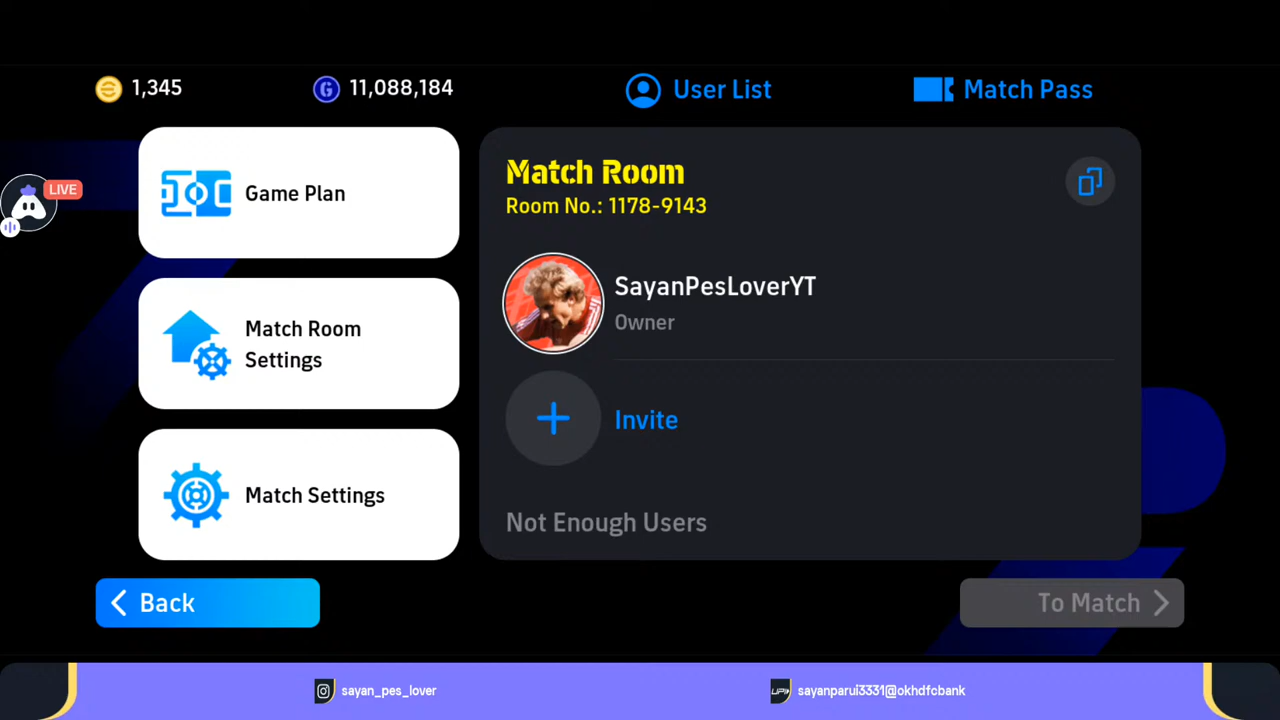 1,345
11,088,184
User List
Match Pass
LIVE
Game Plan
Match Room
Settings
Match Settings
Match Room
Room No.: 1178-9143
SayanPesLoverYT
Owner
Invite
Not Enough Users
Back
To Match
sayan_pes_lover
UPI
sayanparui3331@okhdfcbank